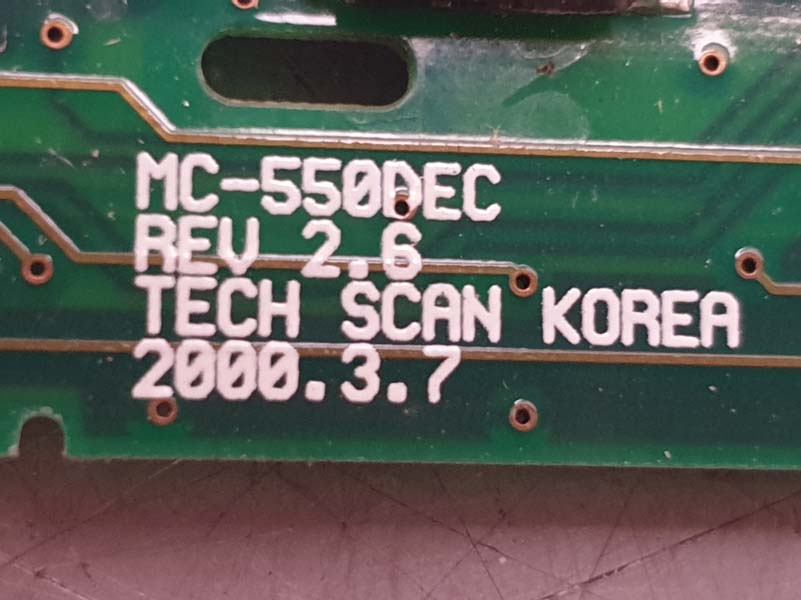 MC-550DEC
REV 2.6
TECH SCAN KOREA
2000.3.7